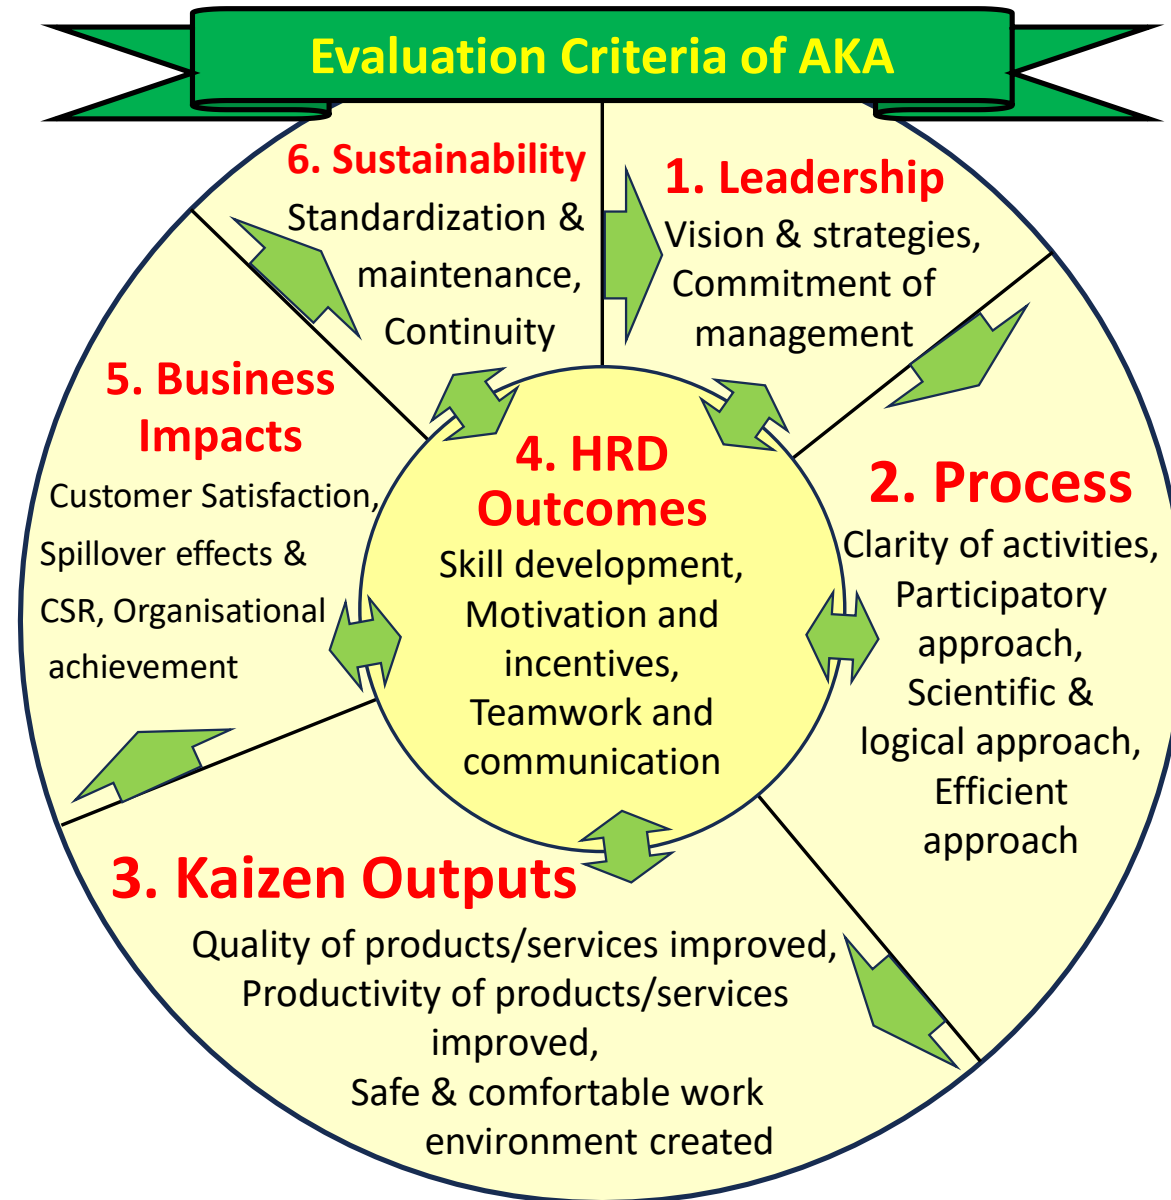 Evaluation Criteria of AKA
1. Leadership
Vision & strategies,
Commitment of
management
2. Process
Clarity of activities,
Participatory
approach,
Scientific &
logical approach,
Efficient
approach
3. Kaizen Outputs
Quality of products/services improved,
Productivity of products/services
improved,
Safe & comfortable work
environment created
4. HRD
Outcomes
Skill development,
Motivation and
incentives,
Teamwork and
communication
5. Business
Impacts
Customer Satisfaction,
Spillover effects &
CSR, Organisational
achievement
6. Sustainability
Standardization &
maintenance,
Continuity